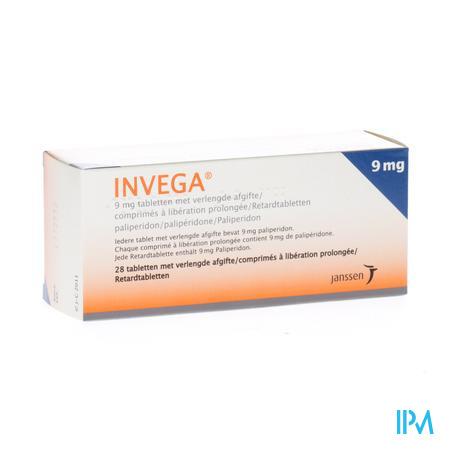 INVEGA®
9 mg
9 mg tabletten met verlengde afgifte/
comprimés à libération prolongée/Retardtabletten
paliperidon/palipéridone/Paliperidon
Iedere tablet met verlengde afgifte bevat 9 mg paliperidon.
Chaque comprimé à libération prolongée contient 9 mg de palipéridone.
Jede Retardtablette enthält 9 mg Paliperidon.
28 tabletten met verlengde afgifte/comprimés à libération prolongée/
Retardtabletten
janssen
IPM